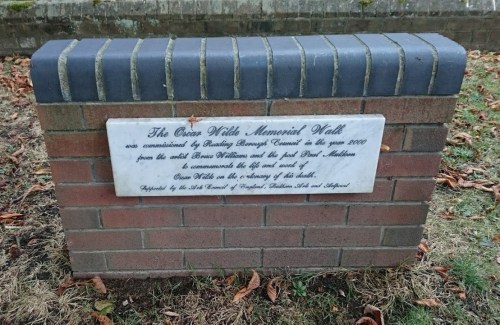 The Oscar Wilde Memorial Walk
was commissioned by Reading Borough Council in the year 2000
from the artist Bruce Williams and the poet Paul Muldoon
to commemorate the life and work of
Oscar Wilde on the centenary of his death.
Supported by the Arts Council of England, Southern Arts and